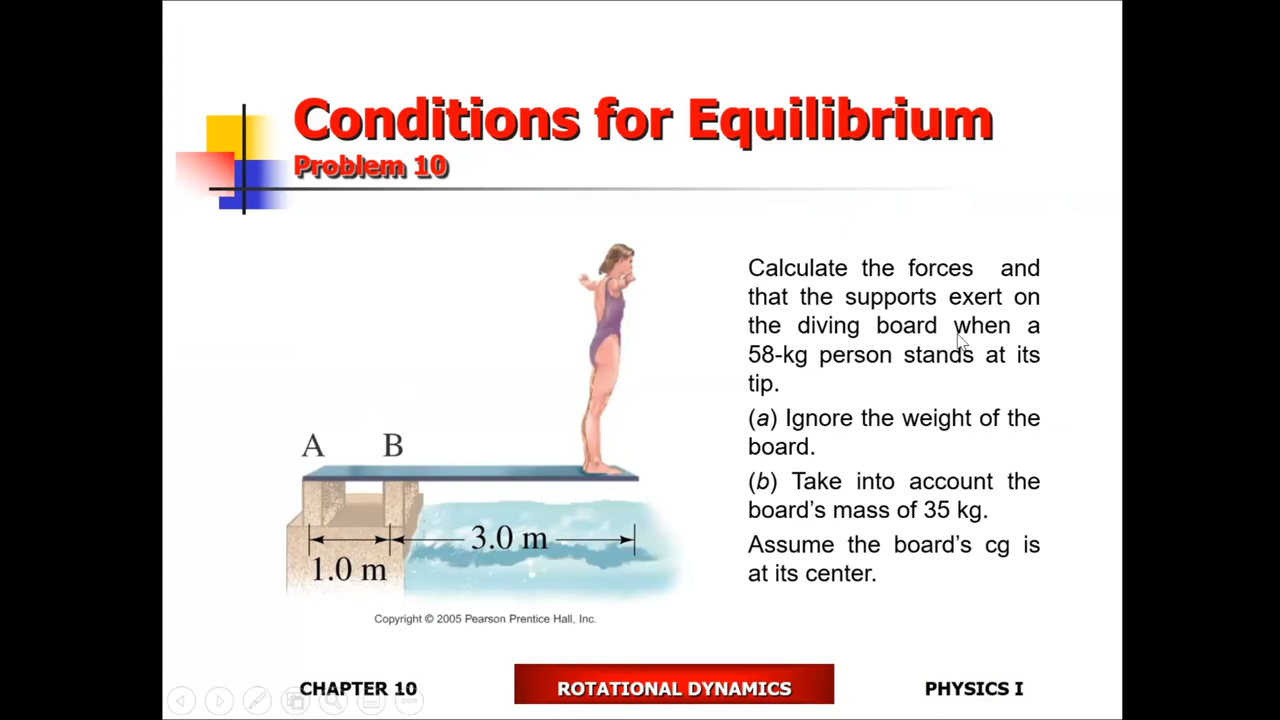 Conditions for Equilibrium
Problem 10
Calculate the forces and
that the supports exert on
the diving board when a
58-kg person stands at its
tip.
(a) Ignore the weight of the
board.
(b) Take into account the
board's mass of 35 kg.
Assume the board's cg is
at its center.
A B
3.0 m
1.0 m
Copyright © 2005 Pearson Prentice Hall, Inc.
CHAPTER 10
ROTATIONAL DYNAMICS
PHYSICS I